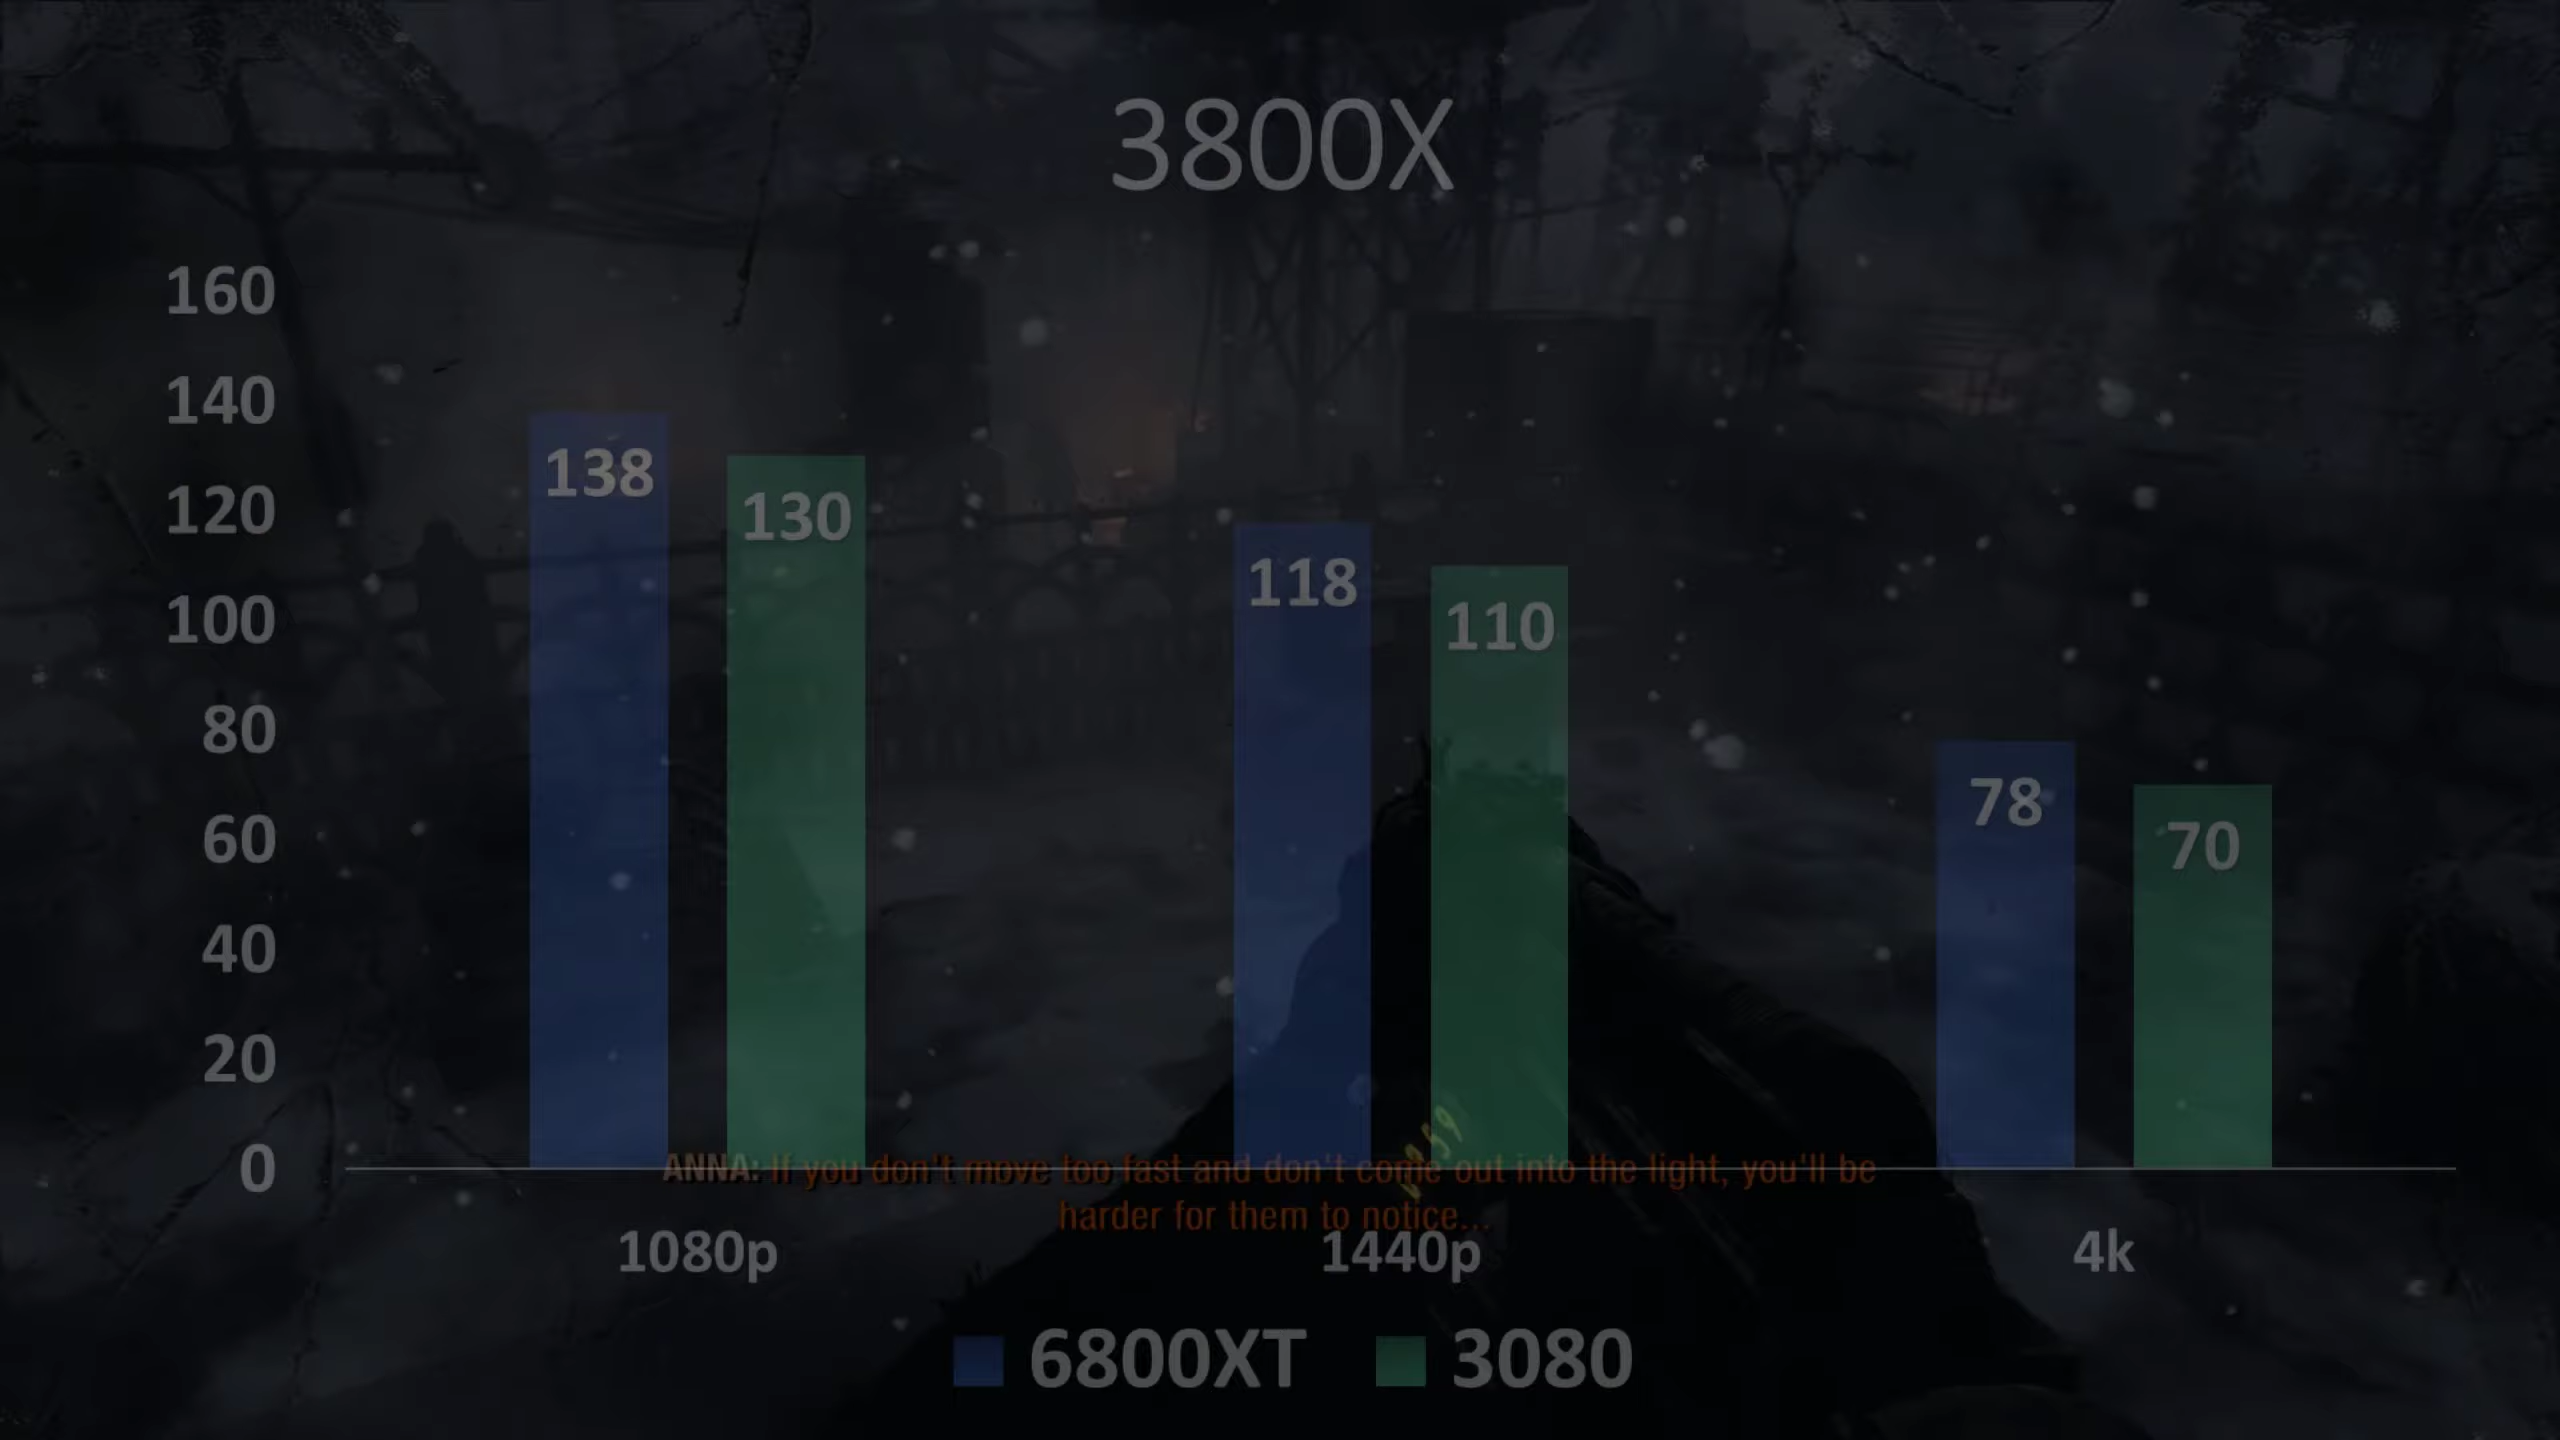 3800X
160
140
120
100
80
60
40
20
0
138
130
118
110
78
70
ANNA: If you don't move too fast and don't come out into the light, you'll be
harder for them to notice...
1080p
1440p
4k
6800XT
3080